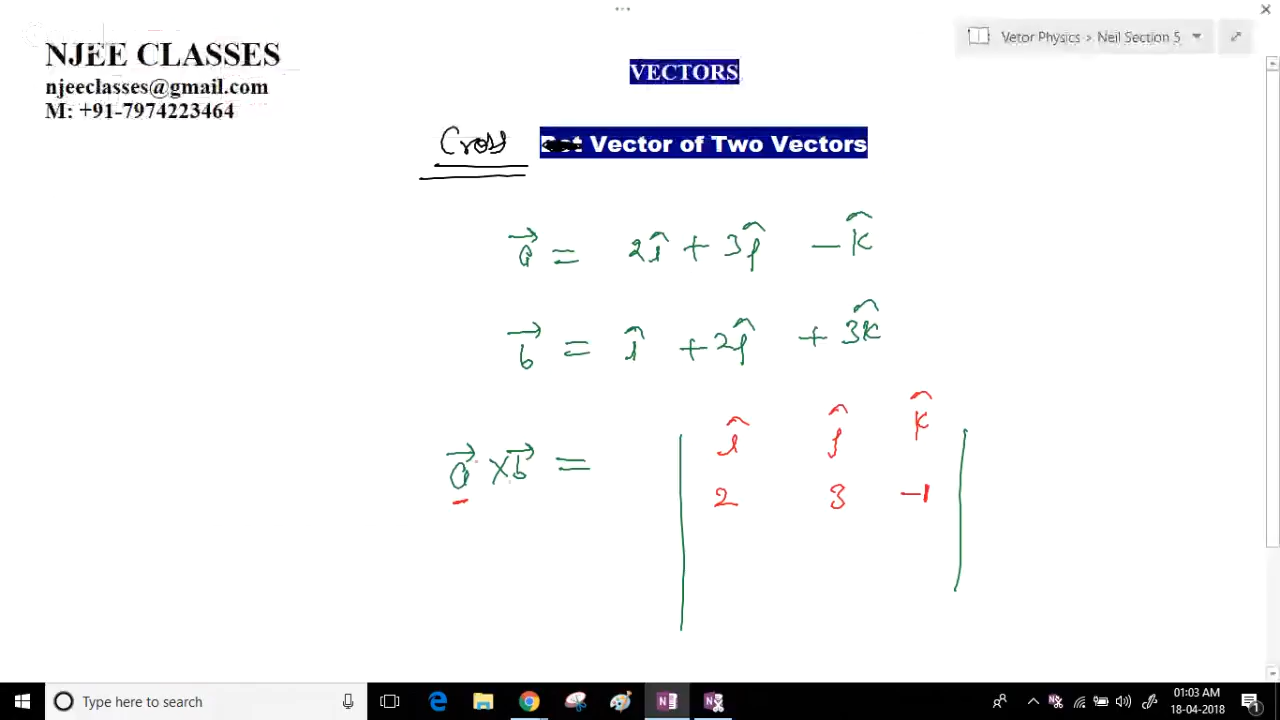 NJEE CLASSES
njeeclasses@gmail.com
M: +91-7974223464
VECTORS
Vetor Physics > Neil Section 5
Cross Vector of Two Vectors
a⃗ = 2î + 3ĵ - k̂
b⃗ = î + 2ĵ + 3k̂
a⃗ × b⃗ =
î ĵ k̂
2 3 -1
Type here to search
01:03 AM
18-04-2018
1